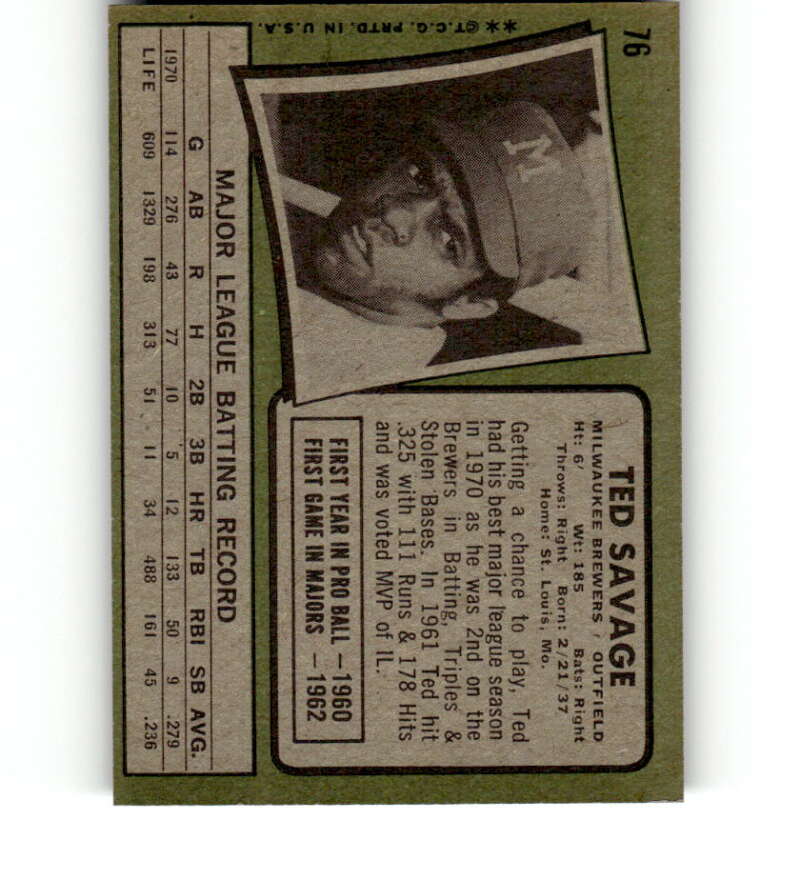 76
**©T.C.G. PRTD. IN U.S.A.
M
TED SAVAGE
MILWAUKEE BREWERS / OUTFIELD
Ht: 6' Wt: 185 Bats: Right
Throws: Right Born: 2/21/37
Home: St. Louis, Mo.
Getting a chance to play, Ted
had his best major league season
in 1970 as he was 2nd on the
Brewers in Batting, Triples &
Stolen Bases. In 1961 Ted hit
.325 with 111 Runs & 178 Hits
and was voted MVP of IL.
FIRST YEAR IN PRO BALL —1960
FIRST GAME IN MAJORS —1962
MAJOR LEAGUE BATTING RECORD
G AB R H 2B 3B HR TB RBI SB AVG.
1970 114 276 43 77 10 5 12 133 50 9 .279
LIFE 609 1329 198 313 51 11 34 488 161 45 .236